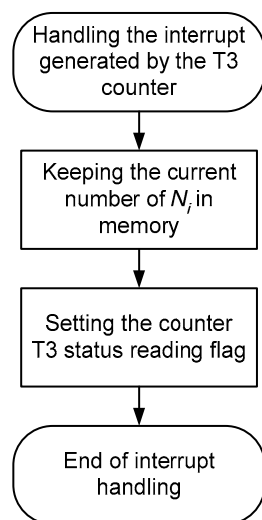 Handling the interrupt
generated by the T3
counter
Keeping the current
number of Ni in
memory
Setting the counter
T3 status reading flag
End of interrupt
handling